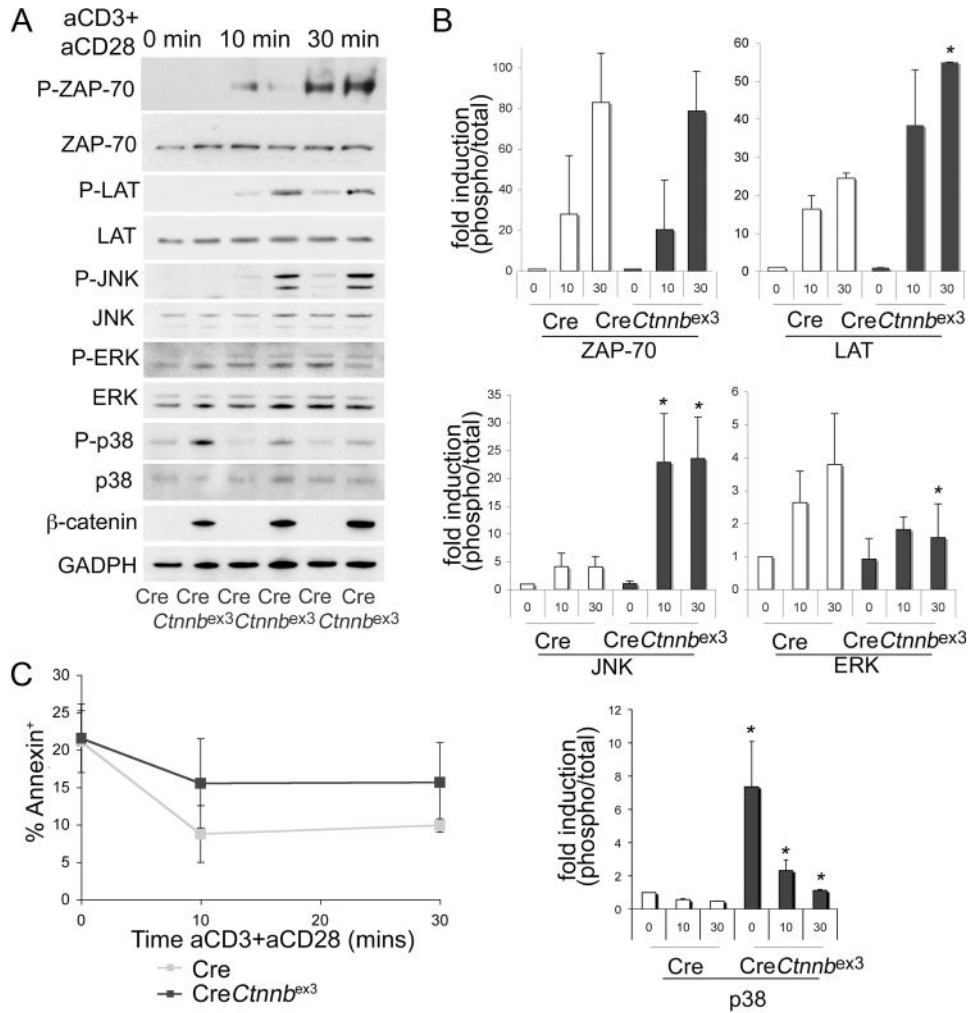 A
aCD3+
aCD28
0 min 10 min 30 min
P-ZAP-70
ZAP-70
P-LAT
LAT
P-JNK
JNK
P-ERK
ERK
P-p38
p38
β-catenin
GADPH
Cre Cre Cre Cre Cre Cre
Ctnnbex3 Ctnnbex3 Ctnnbex3
B
fold induction
(phospho/total)
100
80
60
40
20
0 10 30 0 10 30
Cre CreCtnnbex3
ZAP-70
60
50
40
30
20
10
0
*
0 10 30 0 10 30
Cre CreCtnnbex3
LAT
fold induction
(phospho/total)
35
30
25
20
15
10
5
0
* *
0 10 30 0 10 30
Cre CreCtnnbex3
JNK
6
5
4
3
2
1
0
*
0 10 30 0 10 30
Cre CreCtnnbex3
ERK
C
% Annexin+
30
25
20
15
10
5
0
0 10 20 30
Time aCD3+aCD28 (mins)
Cre
CreCtnnbex3
fold induction
(phospho/total)
12
10
8
6
4
2
0
* * *
0 10 30 0 10 30
Cre CreCtnnbex3
p38